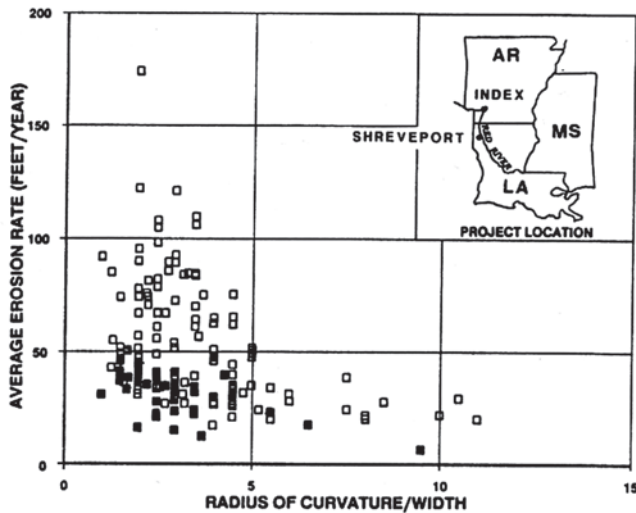 200
150
100
50
0
AVERAGE EROSION RATE (FEET/YEAR)
0
5
10
15
RADIUS OF CURVATURE/WIDTH
AR
INDEX
SHREVEPORT
RED RIVER
MS
LA
PROJECT LOCATION